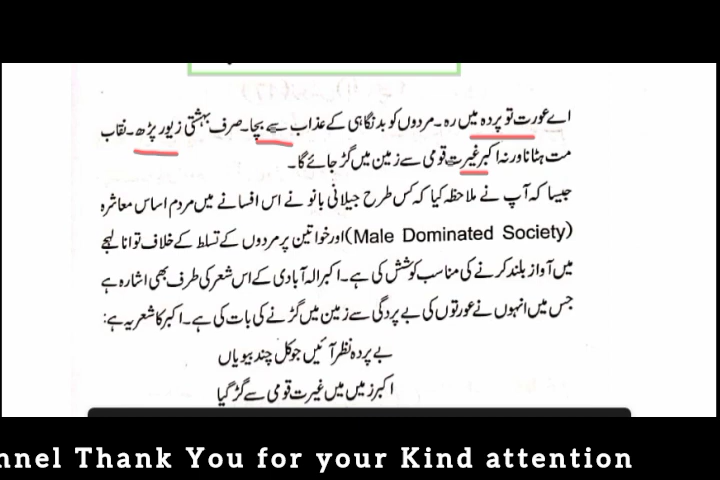 اے عورت تو پردہ میں رہ۔ مردوں کو بدنگاہی کے عذاب سے بچا۔ صرف بہشتی زیور پڑھ۔ نقاب
مت ہٹانا ورنہ اکبر غیرت قومی سے زمین میں گڑ جائے گا۔
جیسا کہ آپ نے ملاحظہ کیا کہ کس طرح جیلانی بانو نے اس افسانے میں مردم اساس معاشرہ
(Male Dominated Society) اور خواتین پر مردوں کے تسلط کے خلاف توانا لہجے
میں آواز بلند کرنے کی مناسب کوشش کی ہے۔ اکبر الہ آبادی کے اس شعر کی طرف بھی اشارہ ہے
جس میں انہوں نے عورتوں کی بے پردگی سے زمین میں گڑنے کی بات کی ہے۔ اکبر کا شعر یہ ہے:
بے پردہ نظر آئیں جو کل چند بیویاں
اکبر زمیں میں غیرت قومی سے گڑ گیا
nnel Thank You for your Kind attention